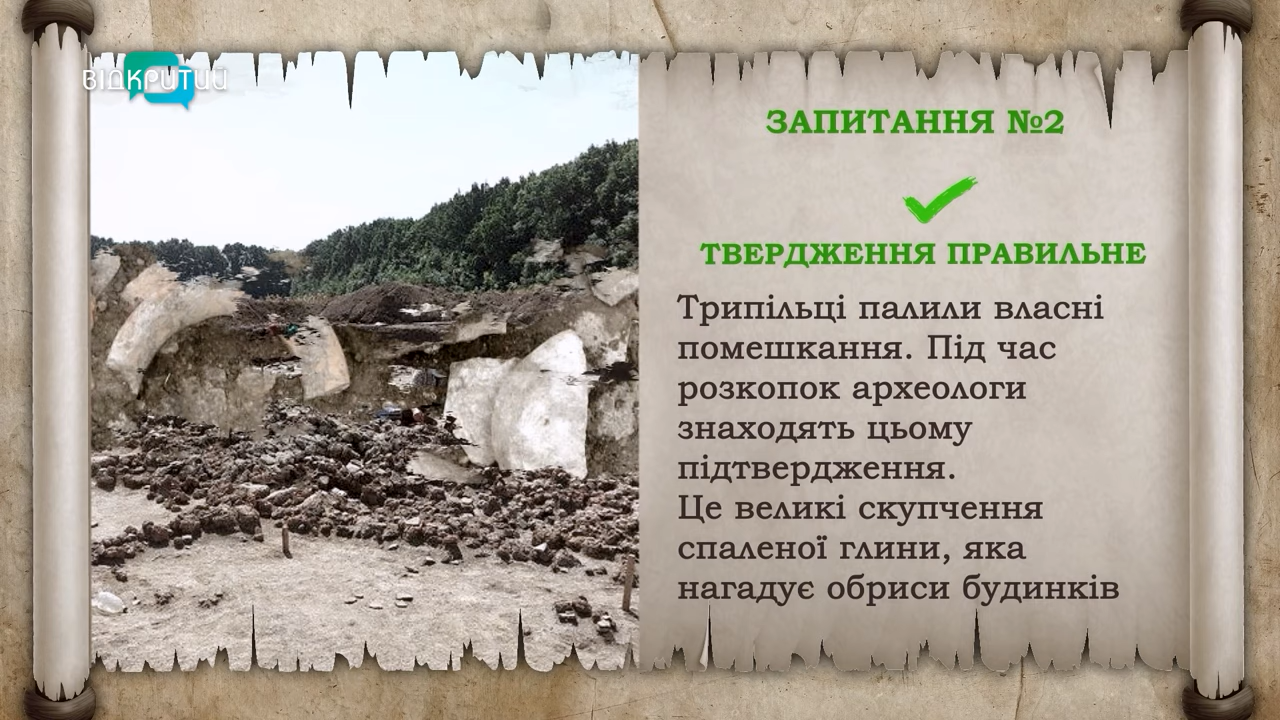 ВІДКРИТИЙ
ЗАПИТАННЯ №2
ТВЕРДЖЕННЯ ПРАВИЛЬНЕ
Трипільці палили власні
помешкання. Під час
розкопок археологи
знаходять цьому
підтвердження.
Це великі скупчення
спаленої глини, яка
нагадує обриси будинків